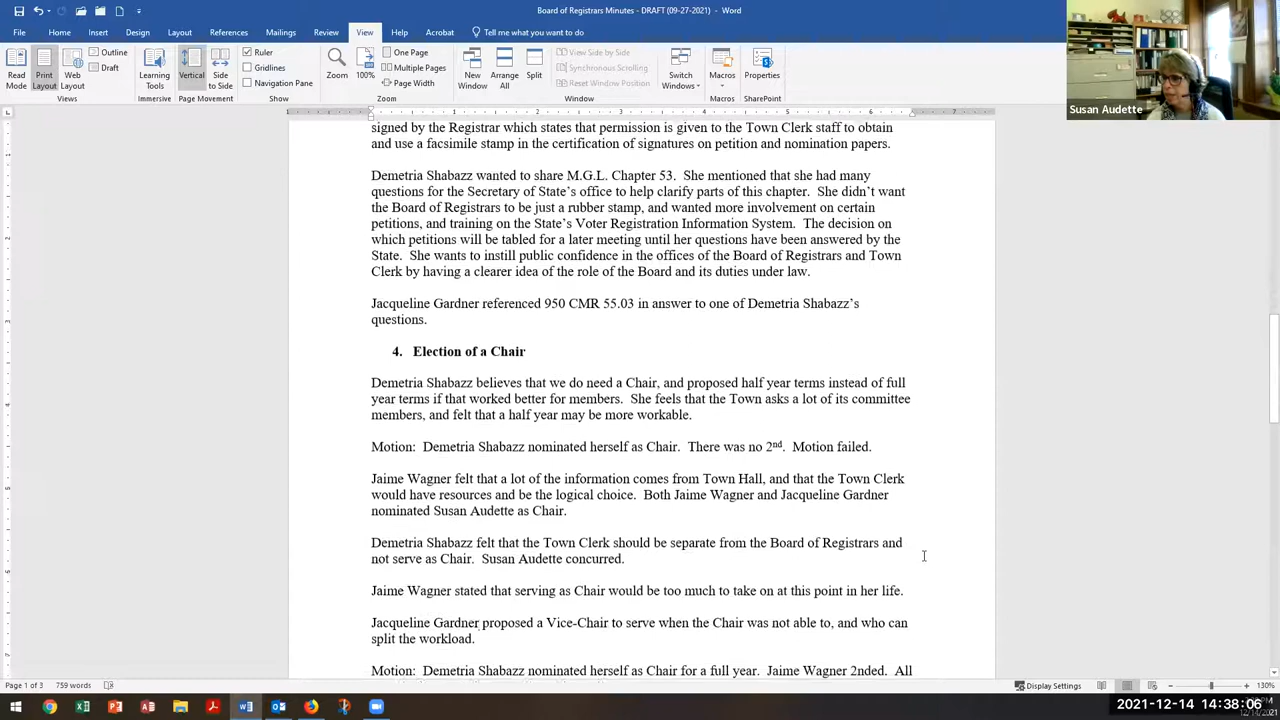 Board of Registrars Minutes - DRAFT (09-27-2021) - Word
File Home Insert Draw Design Layout References Mailings Review View Help Acrobat Tell me what you want to do
Read Mode
Print Layout
Web Layout
Outline
Draft
Views
Learning Tools
Immersive
Vertical
Side to Side
Page Movement
Ruler
Gridlines
Navigation Pane
Show
Zoom
100%
One Page
Multiple Pages
Page Width
Zoom
New Window
Arrange All
Split
View Side by Side
Synchronous Scrolling
Reset Window Position
Window
Switch Windows
Macros
Macros
Properties
SharePoint
Susan Audette
signed by the Registrar which states that permission is given to the Town Clerk staff to obtain
and use a facsimile stamp in the certification of signatures on petition and nomination papers.
Demetria Shabazz wanted to share M.G.L. Chapter 53. She mentioned that she had many
questions for the Secretary of State's office to help clarify parts of this chapter. She didn't want
the Board of Registrars to be just a rubber stamp, and wanted more involvement on certain
petitions, and training on the State's Voter Registration Information System. The decision on
which petitions will be tabled for a later meeting until her questions have been answered by the
State. She wants to instill public confidence in the offices of the Board of Registrars and Town
Clerk by having a clearer idea of the role of the Board and its duties under law.
Jacqueline Gardner referenced 950 CMR 55.03 in answer to one of Demetria Shabazz's
questions.
4. Election of a Chair
Demetria Shabazz believes that we do need a Chair, and proposed half year terms instead of full
year terms if that worked better for members. She feels that the Town asks a lot of its committee
members, and felt that a half year may be more workable.
Motion: Demetria Shabazz nominated herself as Chair. There was no 2nd. Motion failed.
Jaime Wagner felt that a lot of the information comes from Town Hall, and that the Town Clerk
would have resources and be the logical choice. Both Jaime Wagner and Jacqueline Gardner
nominated Susan Audette as Chair.
Demetria Shabazz felt that the Town Clerk should be separate from the Board of Registrars and
not serve as Chair. Susan Audette concurred.
Jaime Wagner stated that serving as Chair would be too much to take on at this point in her life.
Jacqueline Gardner proposed a Vice-Chair to serve when the Chair was not able to, and who can
split the workload.
Motion: Demetria Shabazz nominated herself as Chair for a full year. Jaime Wagner 2nded. All
Page 1 of 3 759 words
Display Settings
130%
2021-12-14 14:38:06